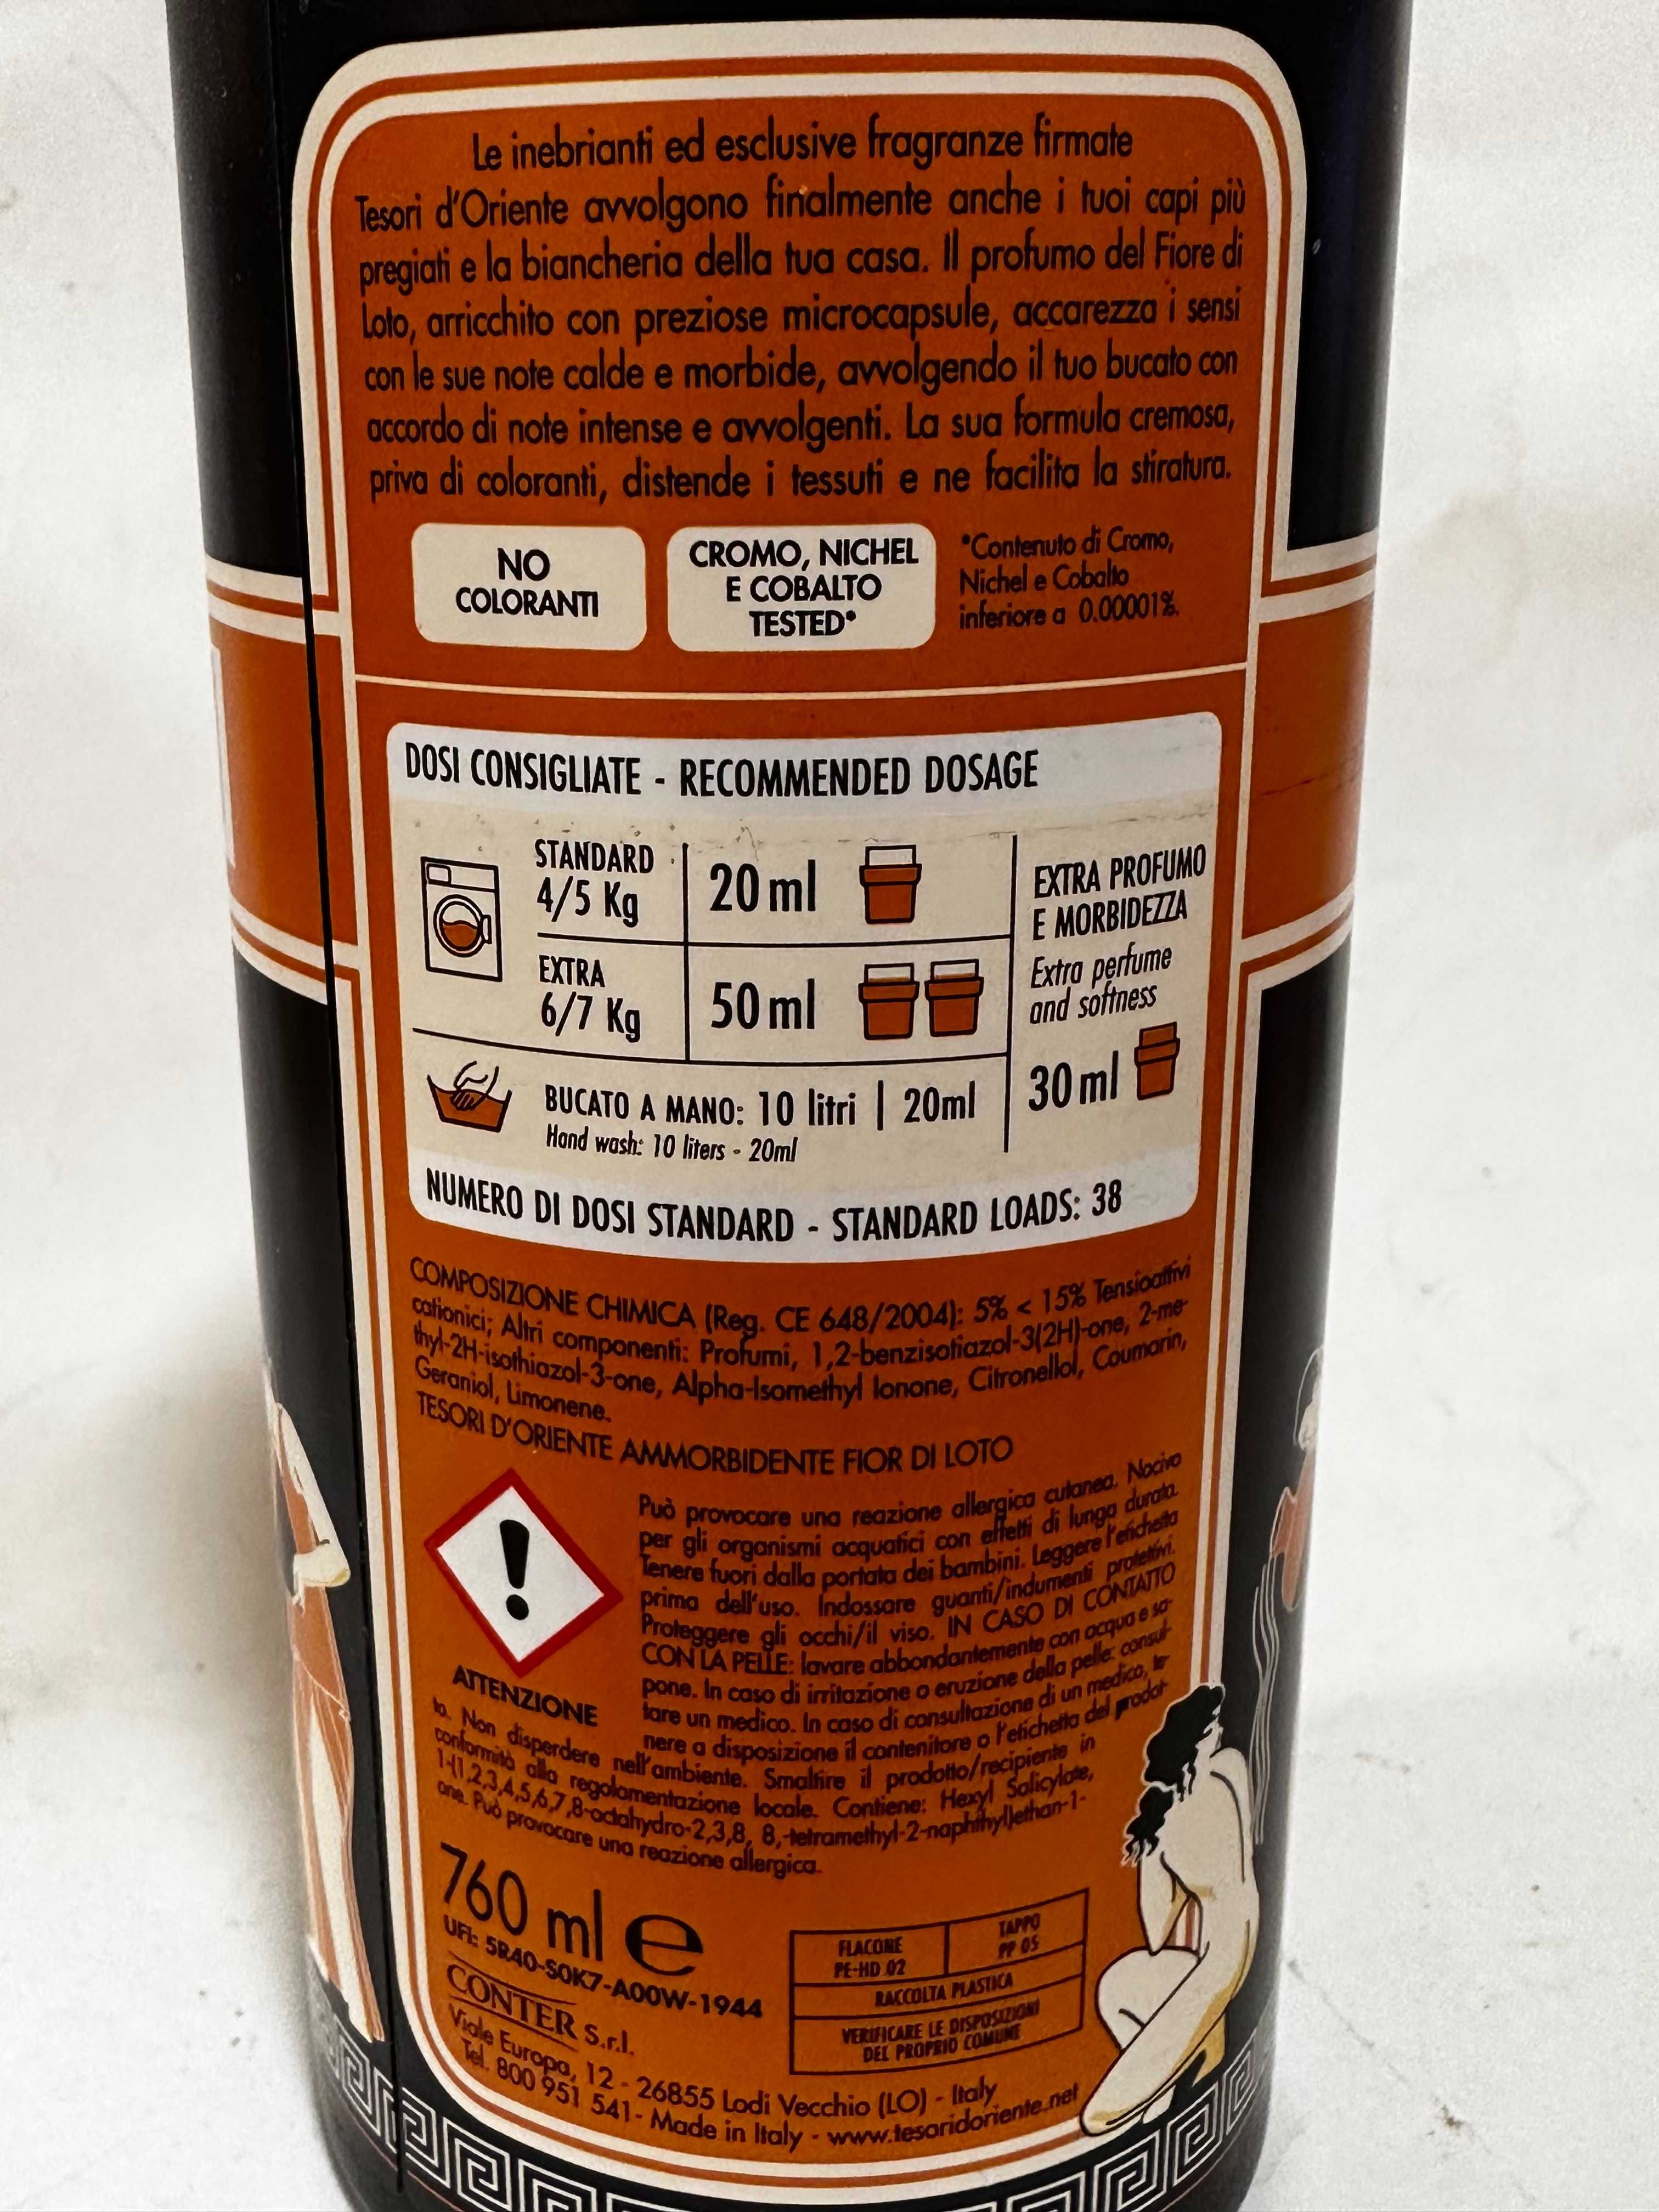 Le inebrianti ed esclusive fragranze firmate
Tesori d'Oriente avvolgono finalmente anche i tuoi capi più
pregiati e la biancheria della tua casa. Il profumo del Fiore di
Loto, arricchito con preziose microcapsule, accarezza i sensi
con le sue note calde e morbide, avvolgendo il tuo bucato con
accordo di note intense e avvolgenti. La sua formula cremosa,
priva di coloranti, distende i tessuti e ne facilita la stiratura.
NO
COLORANTI
CROMO, NICHEL
E COBALTO
TESTED*
*Contenuto di Cromo,
Nichel e Cobalto
inferiore a 0.00001%.
DOSI CONSIGLIATE - RECOMMENDED DOSAGE
STANDARD
4/5 Kg
20 ml
EXTRA
6/7 Kg
50 ml
EXTRA PROFUMO
E MORBIDEZZA
Extra perfume
and softness
30 ml
BUCATO A MANO: 10 litri | 20ml
Hand wash: 10 liters - 20ml
NUMERO DI DOSI STANDARD - STANDARD LOADS: 38
COMPOSIZIONE CHIMICA (Reg. CE 648/2004): 5% < 15% Tensioattivi
cationici; Altri componenti: Profumi, 1,2-benzisotiazol-3(2H)-one, 2-me-
thyl-2H-isothiazol-3-one, Alpha-Isomethyl Ionone, Citronellol, Coumarin,
Geraniol, Limonene.
TESORI D'ORIENTE AMMORBIDENTE FIOR DI LOTO
ATTENZIONE
Può provocare una reazione allergica cutanea. Nocivo
per gli organismi acquatici con effetti di lunga durata.
Tenere fuori dalla portata dei bambini. Leggere l'etichetta
prima dell'uso. Indossare guanti/indumenti protettivi.
Proteggere gli occhi/il viso. IN CASO DI CONTATTO
CON LA PELLE: lavare abbondantemente con acqua e sa-
pone. In caso di irritazione o eruzione della pelle: consul-
tare un medico. In caso di consultazione di un medico, te-
nere a disposizione il contenitore o l'etichetta del prodot-
to. Non disperdere nell'ambiente. Smaltire il prodotto/recipiente in
conformità alla regolamentazione locale. Contiene: Hexyl Salicylate,
1-(1,2,3,4,5,6,7,8-octahydro-2,3,8, 8,-tetramethyl-2-naphthyl)ethan-1-
one. Può provocare una reazione allergica.
760 ml e
UFI: 5R40-S0K7-A00W-1944
CONTER S.r.l.
Viale Europa, 12 - 26855 Lodi Vecchio (LO) - Italy
Tel. 800 951 541- Made in Italy - www.tesoridoriente.net
FLACONE
PE-HD 02
TAPPO
PP 05
RACCOLTA PLASTICA
VERIFICARE LE DISPOSIZIONI
DEL PROPRIO COMUNE